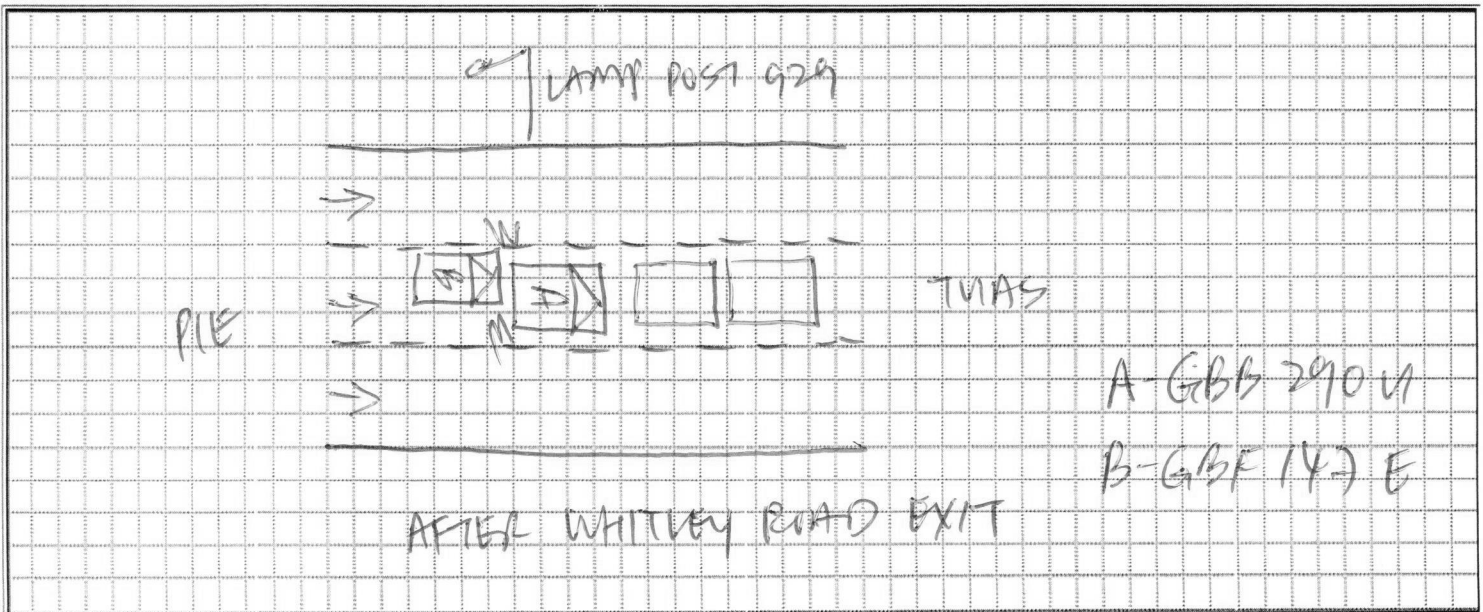 LAMP POST 929
B
A
PIE
TUAS
A-GBB 290 U
B-GBF 147 E
AFTER WHITLEY ROAD EXIT